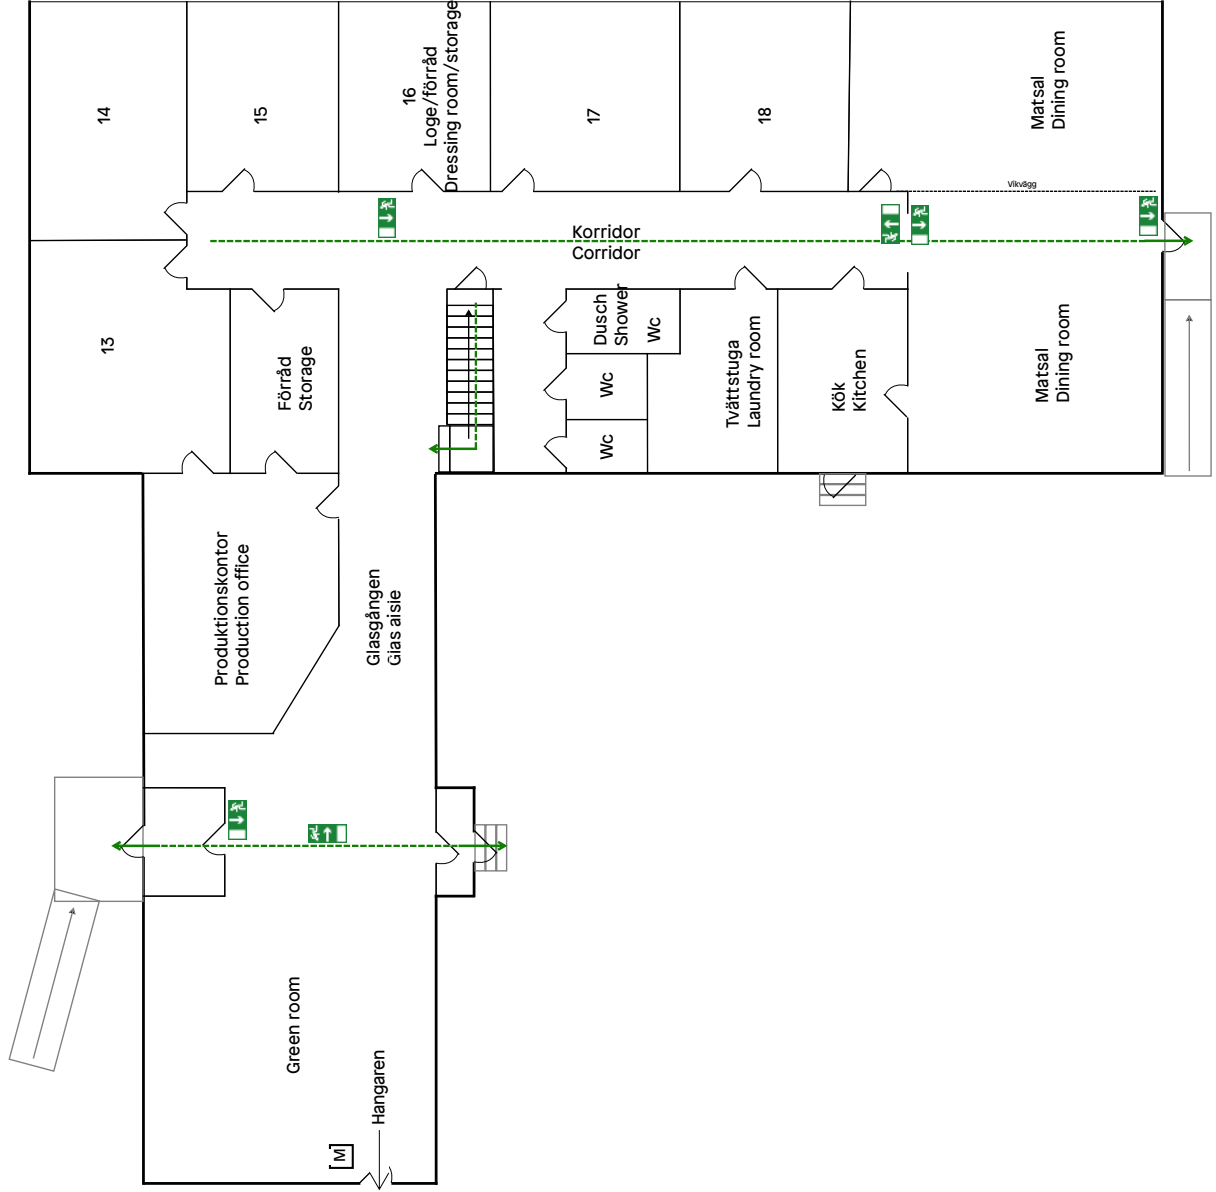 14
15
16
Loge/förråd
Dressing room/storage
17
18
Matsal
Dining room
Vikvägg
Korridor
Corridor
13
Förråd
Storage
Dusch
Shower
Wc
Wc
Wc
Tvättstuga
Laundry room
Kök
Kitchen
Matsal
Dining room
Produktionskontor
Production office
Glasgången
Glas aisie
Green room
Hangaren
M